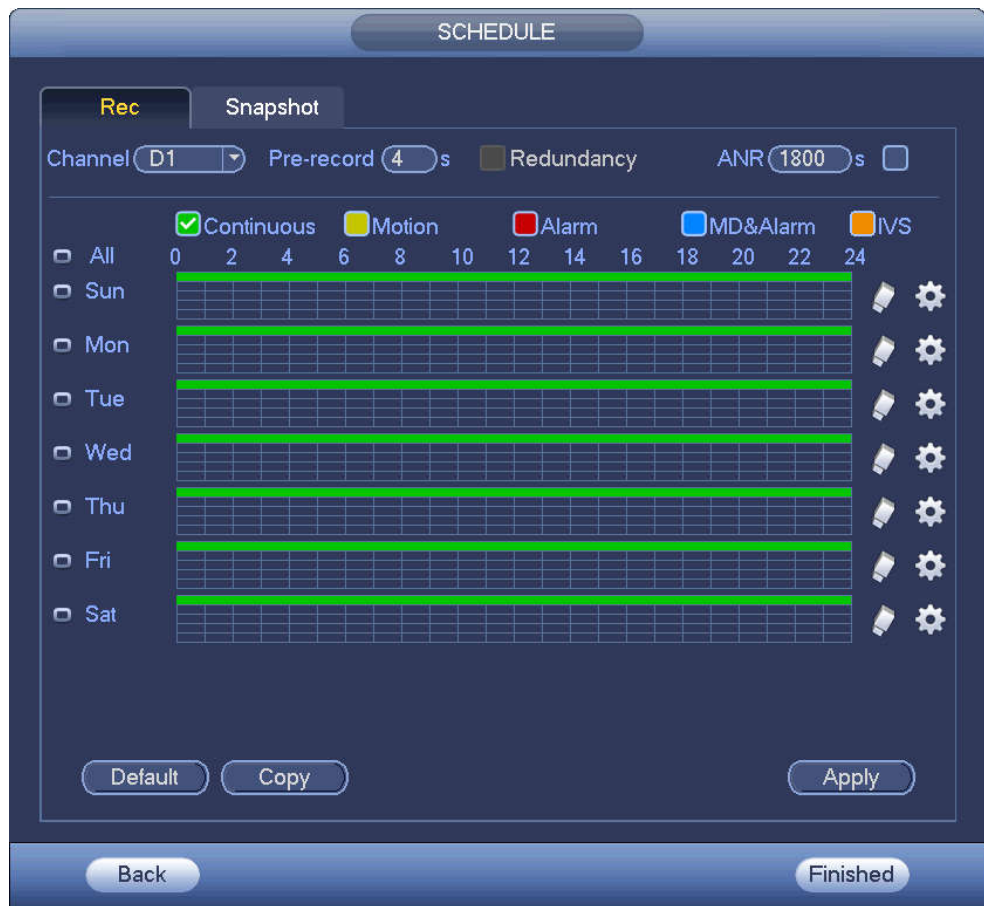 SCHEDULE
Rec Snapshot
Channel D1 Pre-record 4 s Redundancy ANR 1800 s
Continuous Motion Alarm MD&Alarm IVS
All 0 2 4 6 8 10 12 14 16 18 20 22 24
Sun
Mon
Tue
Wed
Thu
Fri
Sat
Default Copy Apply
Back Finished